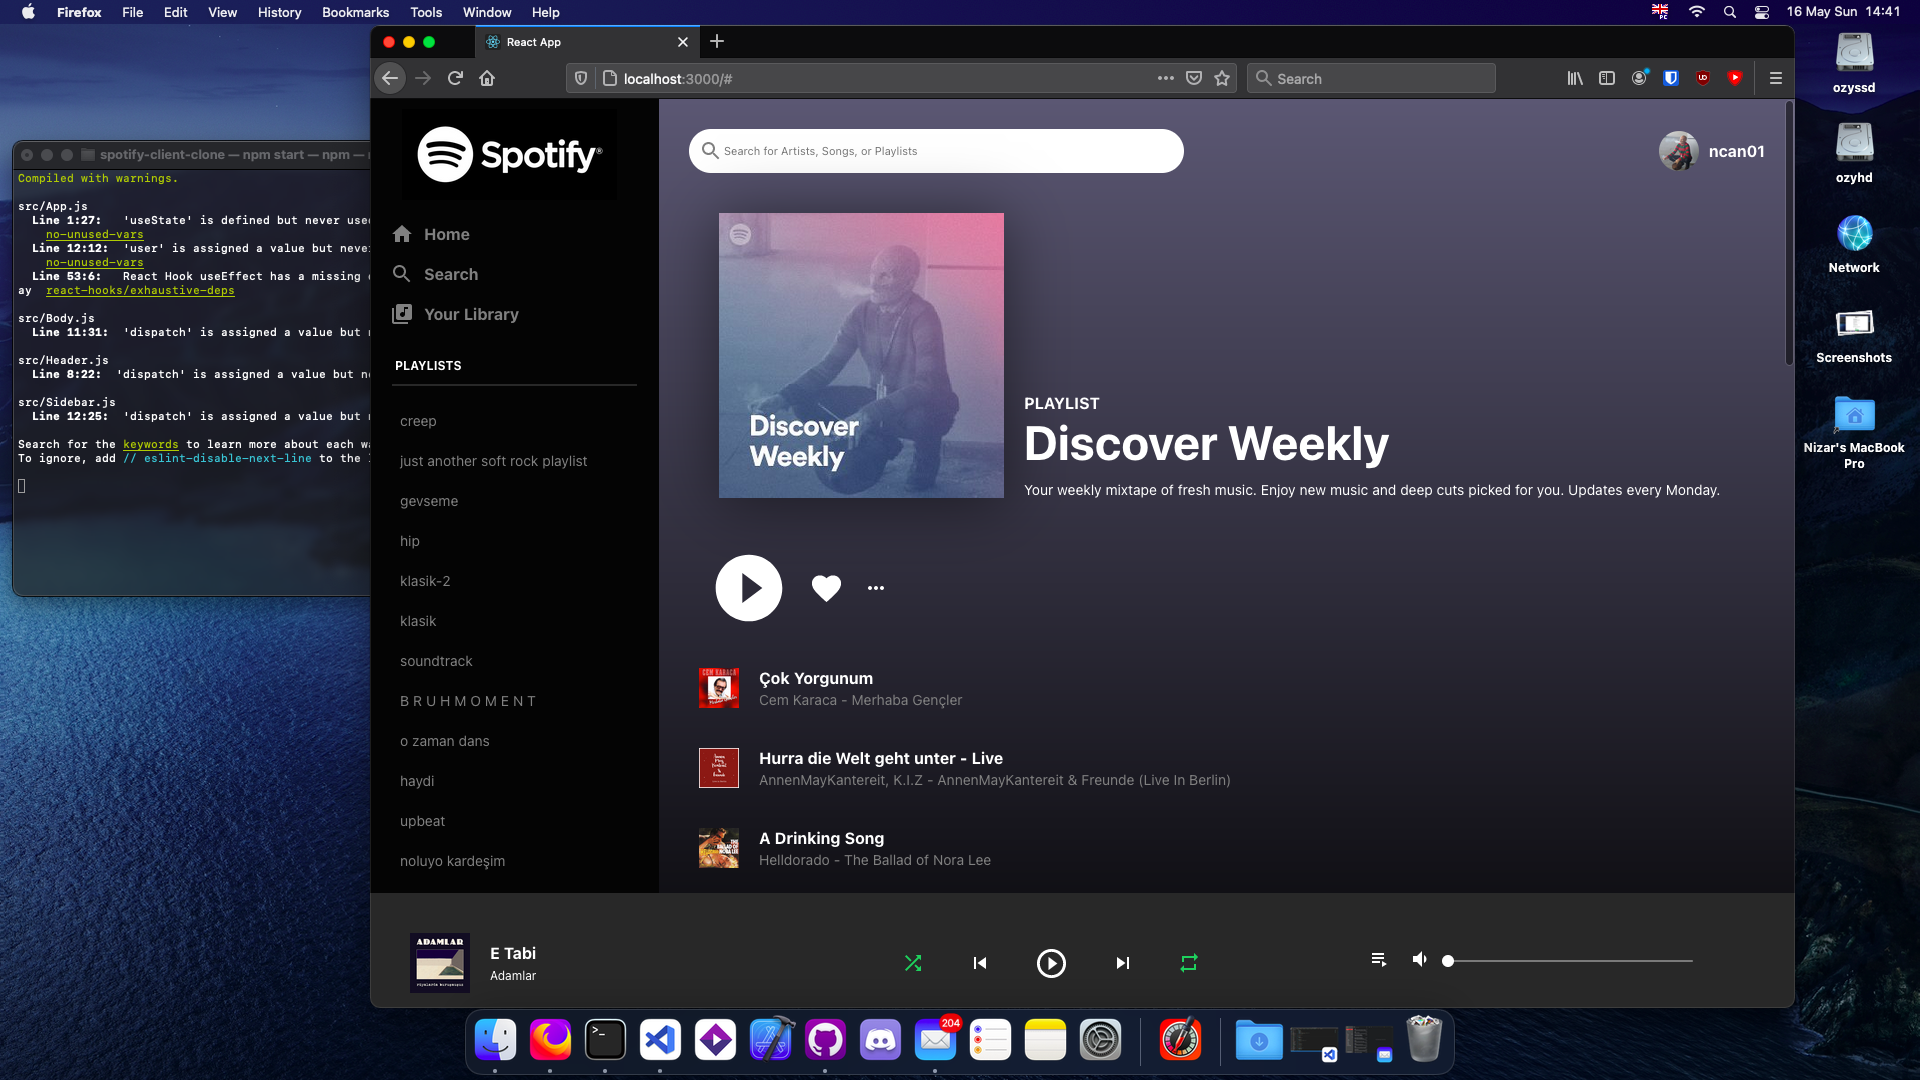 Firefox File Edit View History Bookmarks Tools Window Help
16 May Sun 14:41
React App
localhost:3000/#
Search
spotify-client-clone — npm start — npm —
Compiled with warnings.
src/App.js
Line 1:27: 'useState' is defined but never used
no-unused-vars
Line 12:12: 'user' is assigned a value but never
no-unused-vars
Line 53:6: React Hook useEffect has a missing
ay react-hooks/exhaustive-deps
src/Body.js
Line 11:31: 'dispatch' is assigned a value but
src/Header.js
Line 8:22: 'dispatch' is assigned a value but
src/Sidebar.js
Line 12:25: 'dispatch' is assigned a value but
Search for the keywords to learn more about each
To ignore, add // eslint-disable-next-line to the
Spotify®
Home
Search
Your Library
PLAYLISTS
creep
just another soft rock playlist
gevseme
hip
klasik-2
klasik
soundtrack
B R U H M O M E N T
o zaman dans
haydi
upbeat
noluyo kardeşim
Search for Artists, Songs, or Playlists
ncan01
Discover
Weekly
PLAYLIST
Discover Weekly
Your weekly mixtape of fresh music. Enjoy new music and deep cuts picked for you. Updates every Monday.
Çok Yorgunum
Cem Karaca - Merhaba Gençler
Hurra die Welt geht unter - Live
AnnenMayKantereit, K.I.Z - AnnenMayKantereit & Freunde (Live In Berlin)
A Drinking Song
Helldorado - The Ballad of Nora Lee
ADAMLAR
E Tabi
Adamlar
ozyssd
ozyhd
Network
Screenshots
Nizar's MacBook
Pro
204